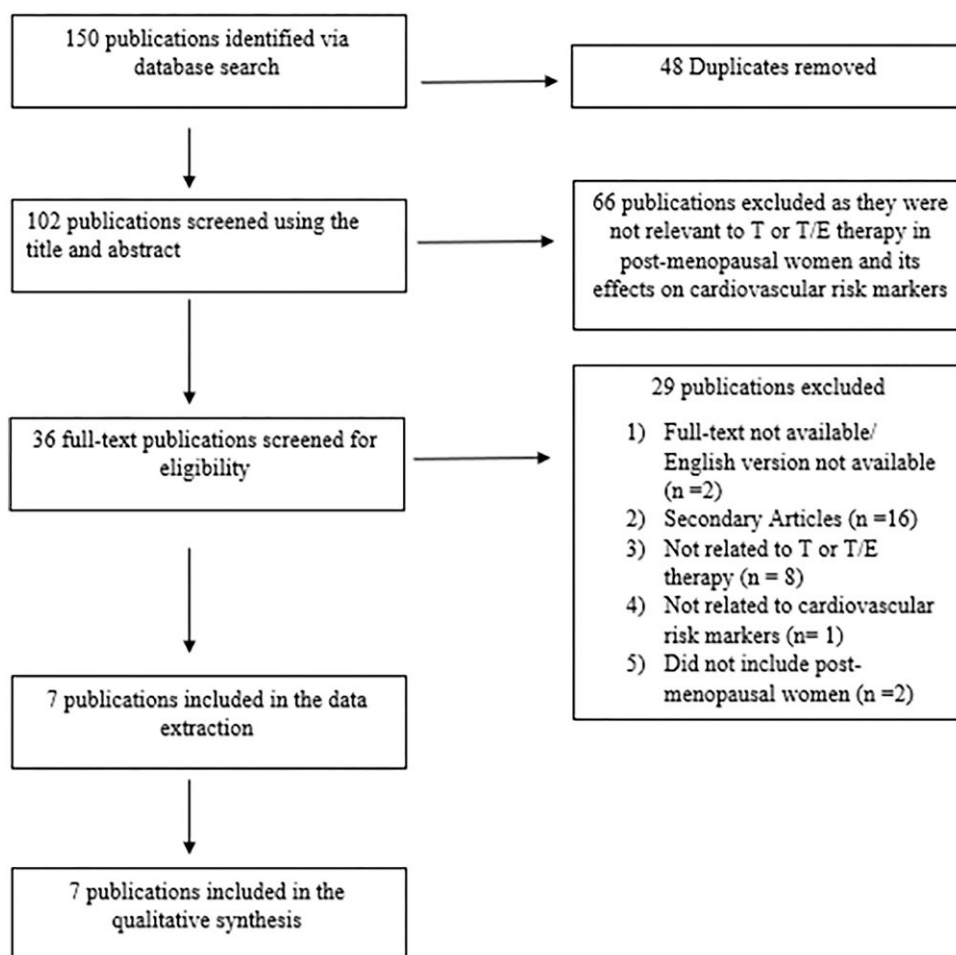 150 publications identified via
database search
48 Duplicates removed
102 publications screened using the
title and abstract
66 publications excluded as they were
not relevant to T or T/E therapy in
post-menopausal women and its
effects on cardiovascular risk markers
36 full-text publications screened for
eligibility
29 publications excluded
1) Full-text not available/
English version not available
(n =2)
2) Secondary Articles (n =16)
3) Not related to T or T/E
therapy (n = 8)
4) Not related to cardiovascular
risk markers (n= 1)
5) Did not include post-
menopausal women (n =2)
7 publications included in the data
extraction
7 publications included in the
qualitative synthesis